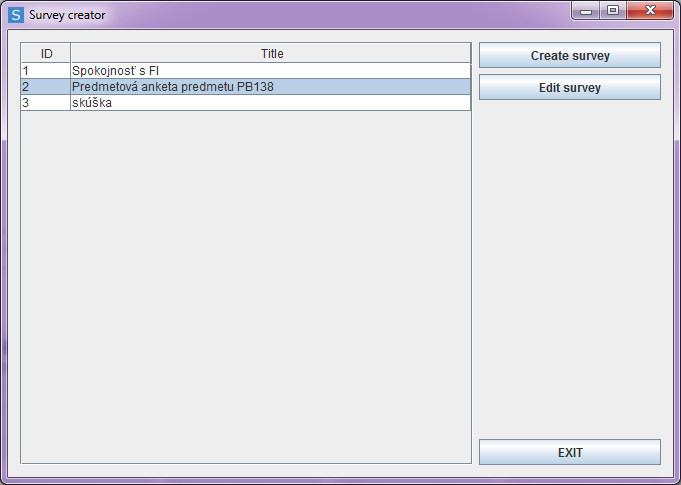 S Survey creator
ID Title
1 Spokojnosť s FI
2 Predmetová anketa predmetu PB138
3 skúška
Create survey
Edit survey
EXIT